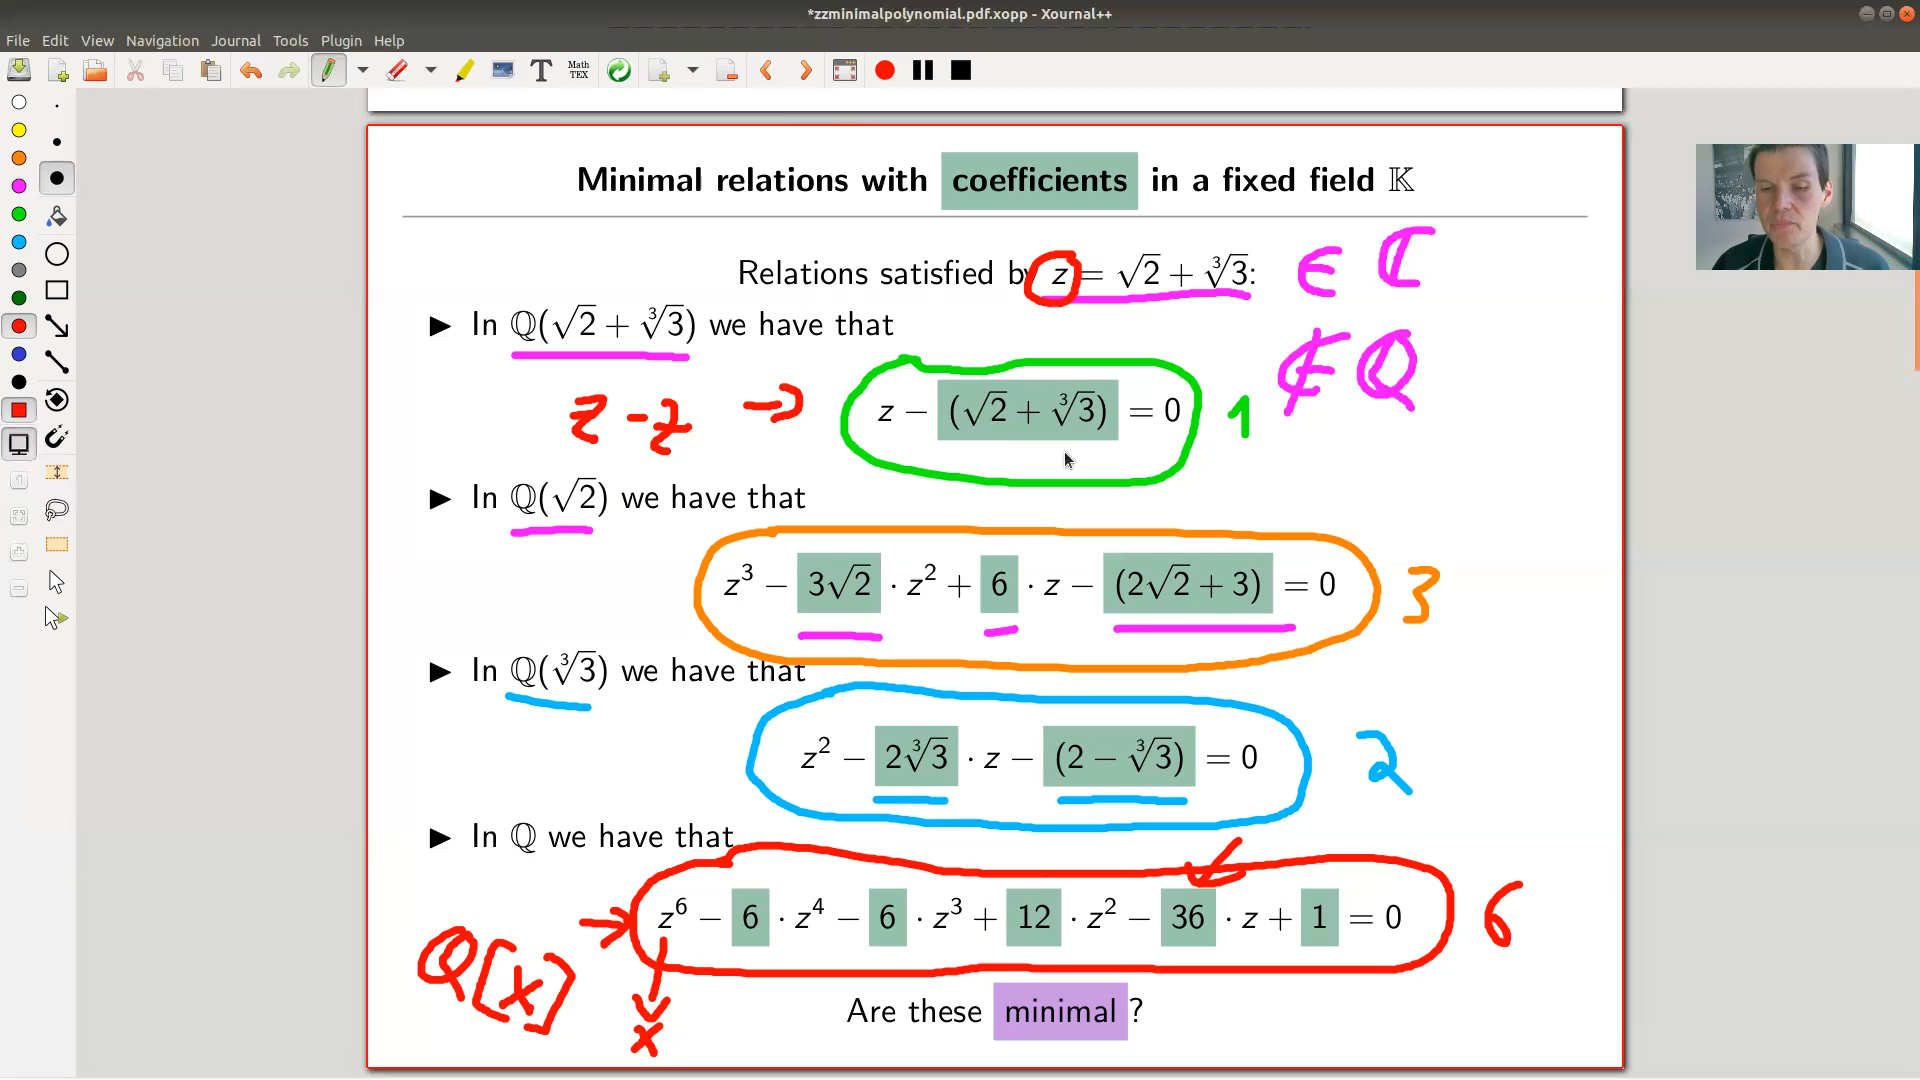 *zzminimalpolynomial.pdf.xopp - Xournal++
File Edit View Navigation Journal Tools Plugin Help
Math TEX
Minimal relations with coefficients in a fixed field 𝕂
Relations satisfied by z = √2 + ∛3: ∈ ℂ
▶ In ℚ(√2 + ∛3) we have that
∉ ℚ
z - z → z − (√2 + ∛3) = 0 1
▶ In ℚ(√2) we have that
z³ − 3√2 · z² + 6 · z − (2√2 + 3) = 0 3
▶ In ℚ(∛3) we have that
z² − 2∛3 · z − (2 − ∛3) = 0 2
▶ In ℚ we have that
→ z⁶ − 6 · z⁴ − 6 · z³ + 12 · z² − 36 · z + 1 = 0 6
ℚ[x]
x
Are these minimal ?